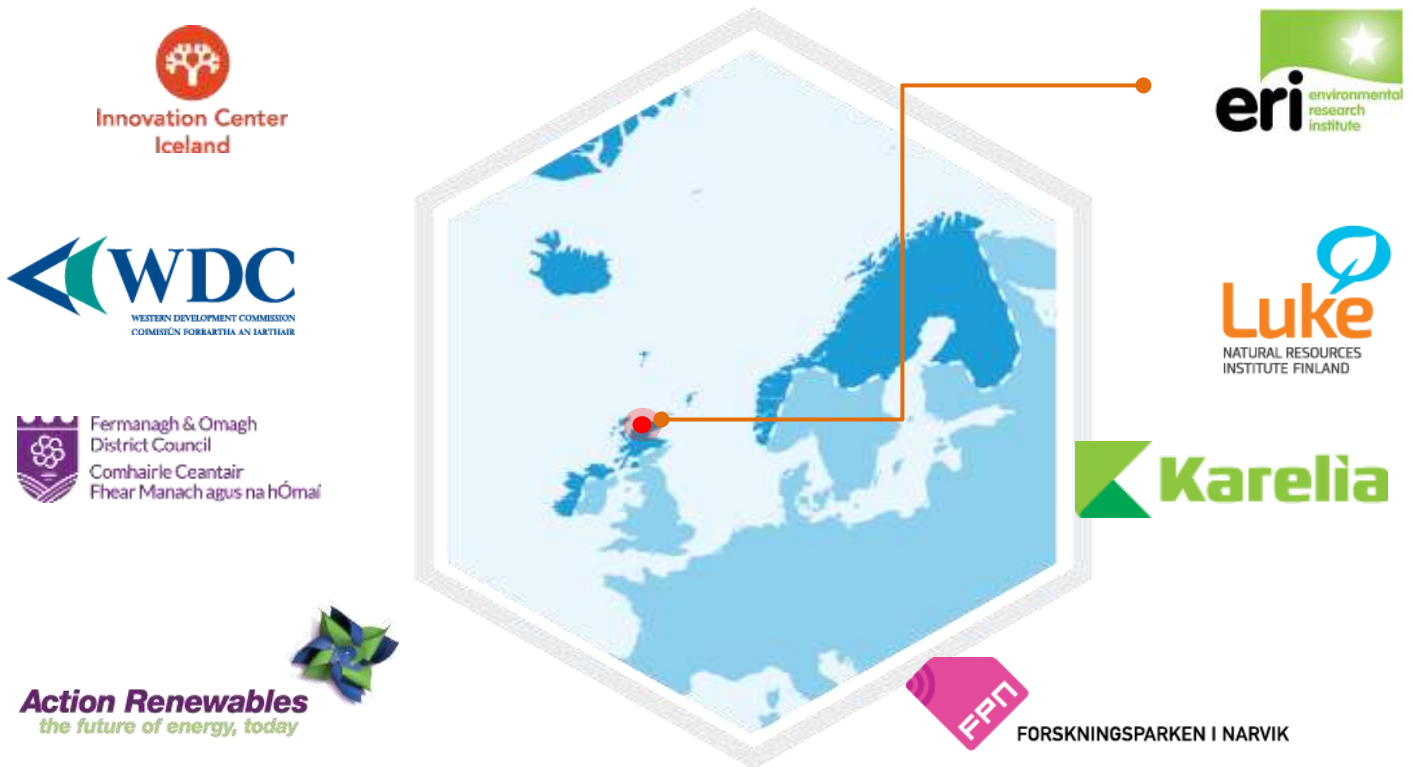 Innovation Center
Iceland
WDC
WESTERN DEVELOPMENT COMMISSION
COIMISIÚN FORBARTHA AN IARTHAIR
Fermanagh & Omagh
District Council
Comhairle Ceantair
Fhear Manach agus na hÓmaí
Action Renewables
the future of energy, today
eri
environmental
research
institute
Luke
NATURAL RESOURCES
INSTITUTE FINLAND
Karelia
FPN
FORSKNINGSPARKEN I NARVIK